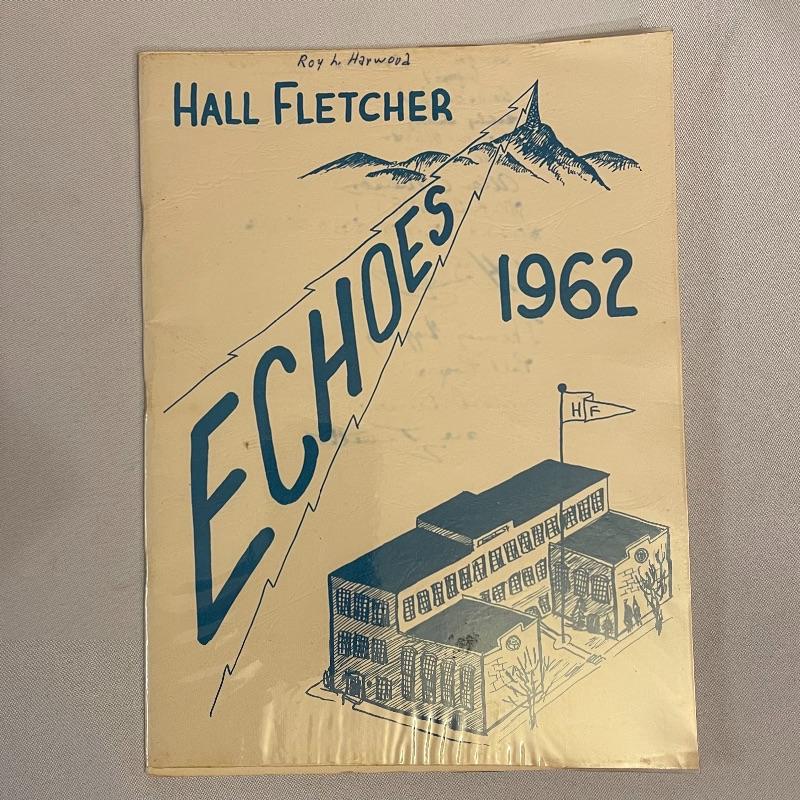 Roy L. Harwood
HALL FLETCHER
ECHOES
1962
HF